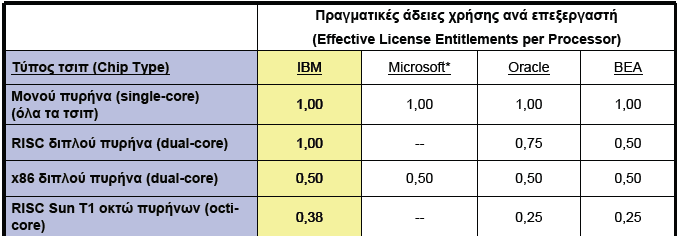 Πραγματικές άδειες χρήσης ανά επεξεργαστή
(Effective License Entitlements per Processor)
Τύπος τσιπ (Chip Type) IBM Microsoft* Oracle BEA
Μονού πυρήνα (single-core)
(όλα τα τσιπ) 1,00 1,00 1,00 1,00
RISC διπλού πυρήνα (dual-core) 1,00 -- 0,75 0,50
x86 διπλού πυρήνα (dual-core) 0,50 0,50 0,50 0,50
RISC Sun T1 οκτώ πυρήνων (octi-
core) 0,38 -- 0,25 0,25